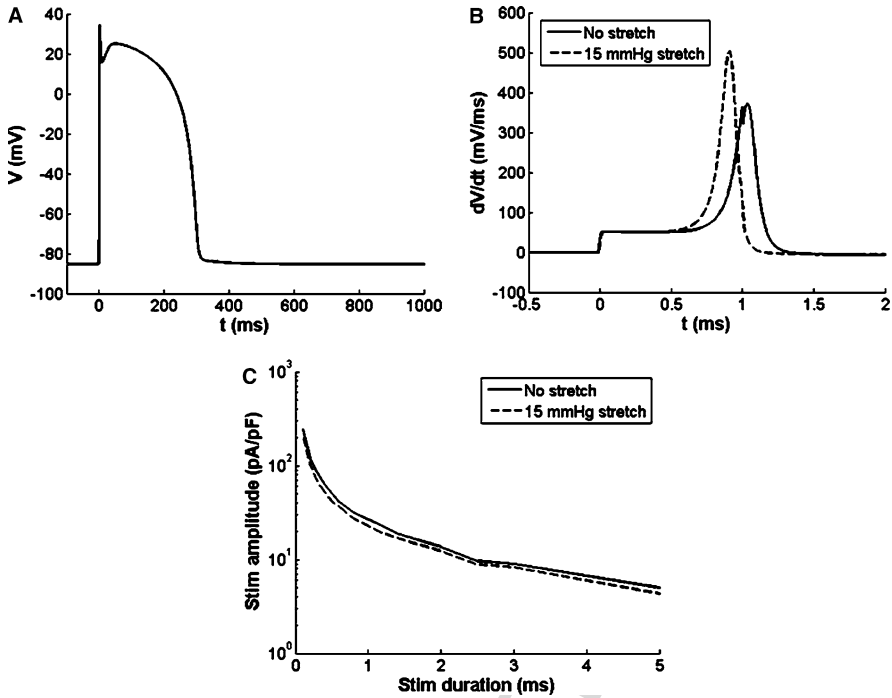 A
40
20
0
-20
-40
-60
-80
-100
V (mV)
0 200 400 600 800 1000
t (ms)
B
No stretch
15 mmHg stretch
600
500
400
300
200
100
0
-100
dV/dt (mV/ms)
-0.5 0 0.5 1 1.5 2
t (ms)
C
No stretch
15 mmHg stretch
10³
10²
10¹
10⁰
Stim amplitude (pA/pF)
0 1 2 3 4 5
Stim duration (ms)